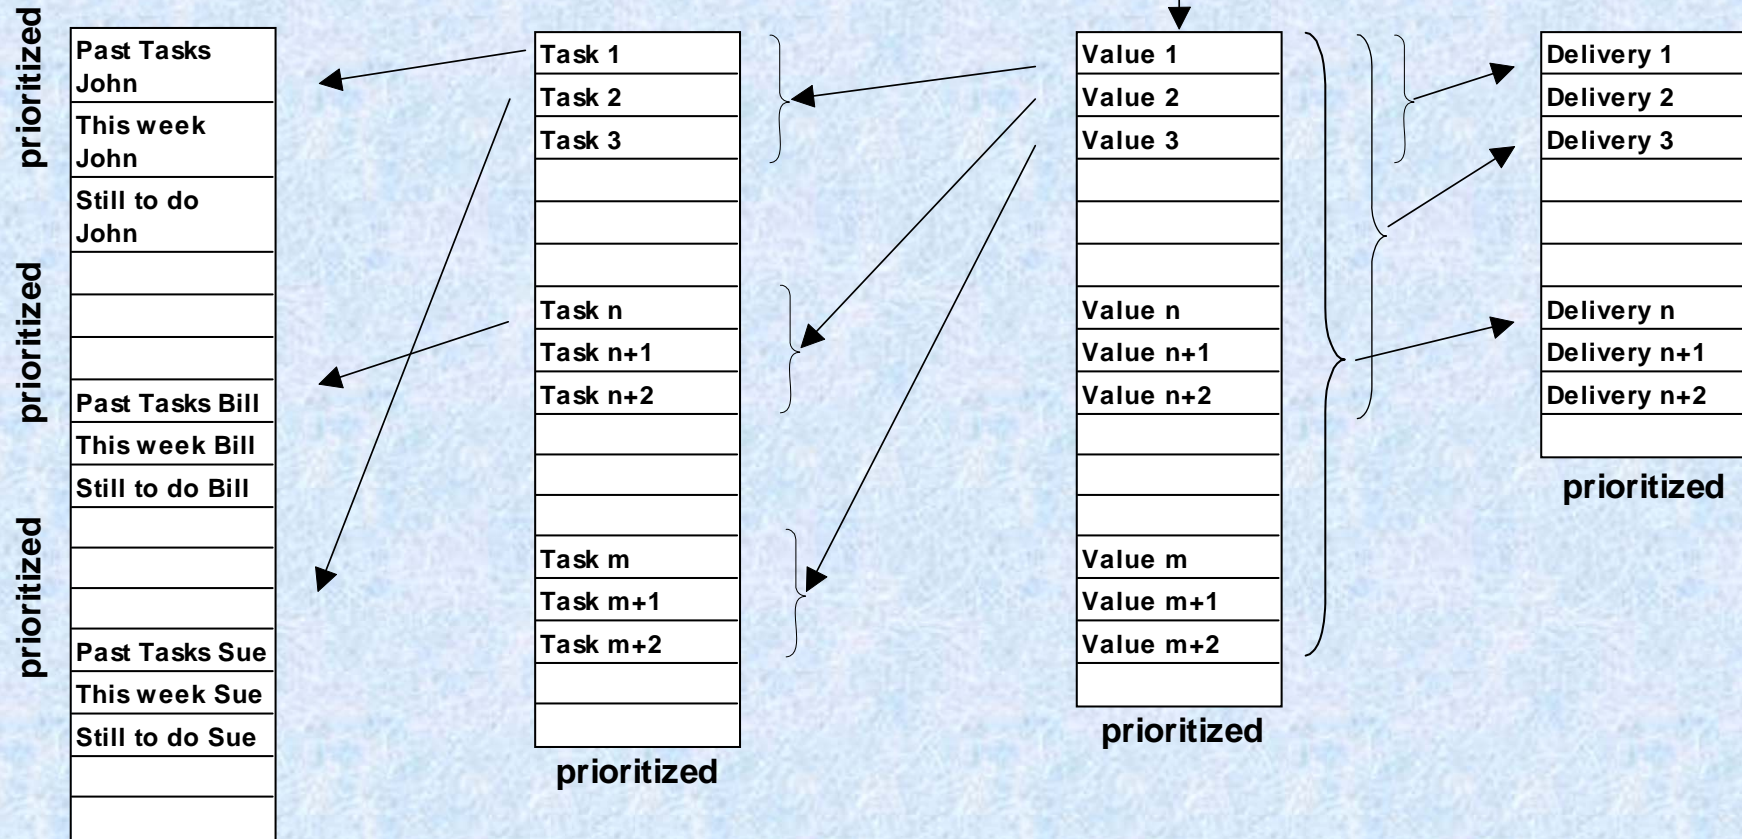 prioritized
prioritized
prioritized
Past Tasks
John
This week
John
Still to do
John
Past Tasks Bill
This week Bill
Still to do Bill
Past Tasks Sue
This week Sue
Still to do Sue
Task 1
Task 2
Task 3
Task n
Task n+1
Task n+2
Task m
Task m+1
Task m+2
prioritized
Value 1
Value 2
Value 3
Value n
Value n+1
Value n+2
Value m
Value m+1
Value m+2
prioritized
Delivery 1
Delivery 2
Delivery 3
Delivery n
Delivery n+1
Delivery n+2
prioritized